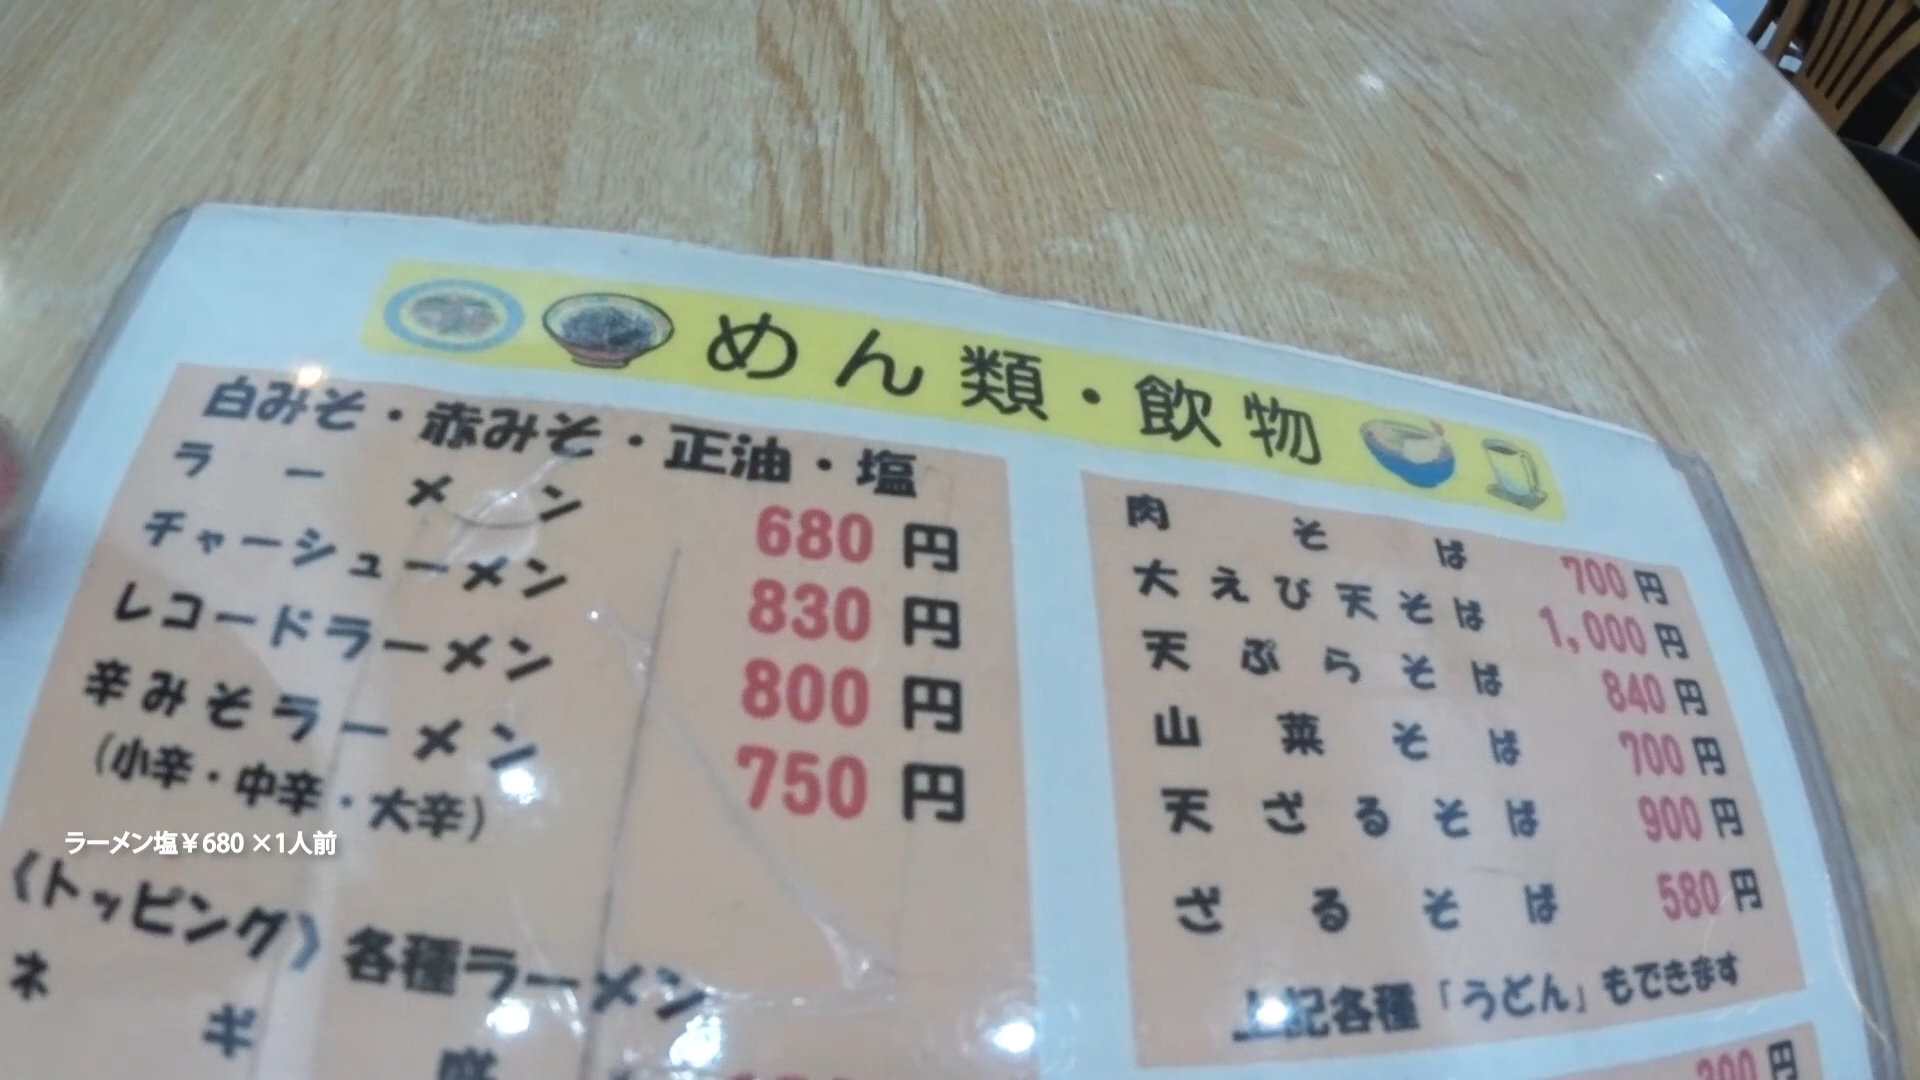 めん類・飲物
白みそ・赤みそ・正油・塩
ラーメン 680円
チャーシューメン 830円
レコードラーメン 800円
辛みそラーメン 750円
(小辛・中辛・大辛)
ラーメン塩￥680 ×1人前
《トッピング》各種ラーメン
ネギ
肉そば 700円
大えび天そば 1,000円
天ぷらそば 840円
山菜そば 700円
天ざるそば 900円
ざるそば 580円
上記各種「うどん」もできます
300円